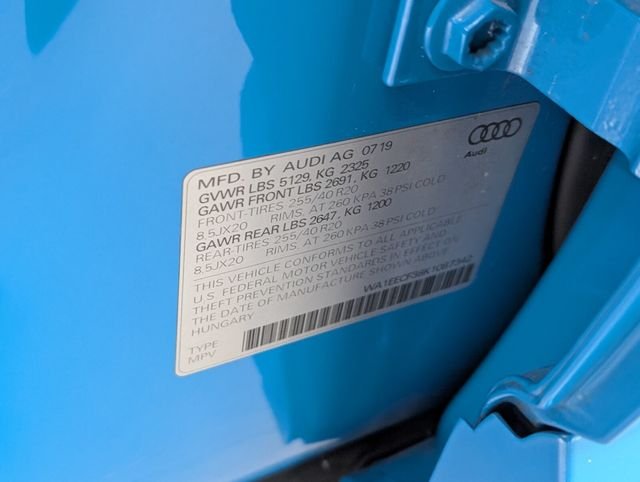 MFD. BY AUDI AG 07/19
GVWR LBS 5129, KG 2325
GAWR FRONT LBS 2691, KG 1220
FRONT-TIRES 255/40 R20
8,5JX20 RIMS, AT 260 KPA 38 PSI COLD
GAWR REAR LBS 2647, KG 1200
REAR-TIRES 255/40 R20
8,5JX20 RIMS, AT 260 KPA 38 PSI COLD
THIS VEHICLE CONFORMS TO ALL APPLICABLE
U S FEDERAL MOTOR VEHICLE SAFETY AND
THEFT PREVENTION STANDARDS IN EFFECT ON
THE DATE OF MANUFACTURE SHOWN ABOVE
HUNGARY
TYPE
MPV
Audi